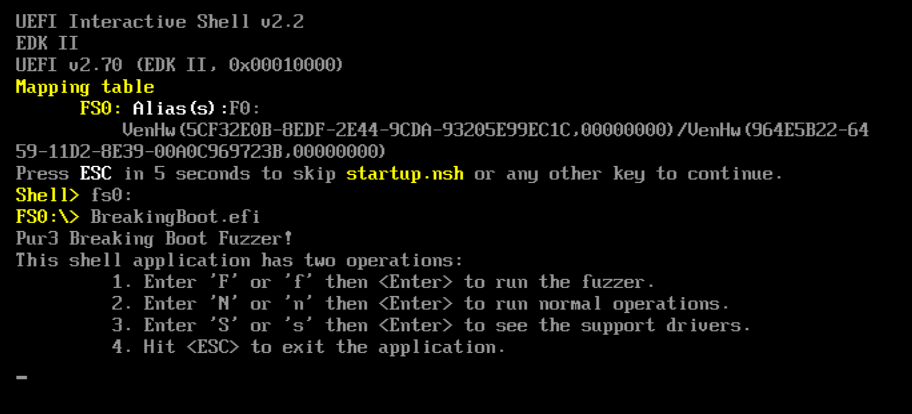 UEFI Interactive Shell v2.2
EDK II
UEFI v2.70 (EDK II, 0x00010000)
Mapping table
FS0: Alias(s):F0:
VenHw(5CF32E0B-8EDF-2E44-9CDA-93205E99EC1C,00000000)/VenHw(964E5B22-64
59-11D2-8E39-00A0C969723B,00000000)
Press ESC in 5 seconds to skip startup.nsh or any other key to continue.
Shell> fs0:
FS0:\> BreakingBoot.efi
Pur3 Breaking Boot Fuzzer!
This shell application has two operations:
1. Enter 'F' or 'f' then <Enter> to run the fuzzer.
2. Enter 'N' or 'n' then <Enter> to run normal operations.
3. Enter 'S' or 's' then <Enter> to see the support drivers.
4. Hit <ESC> to exit the application.